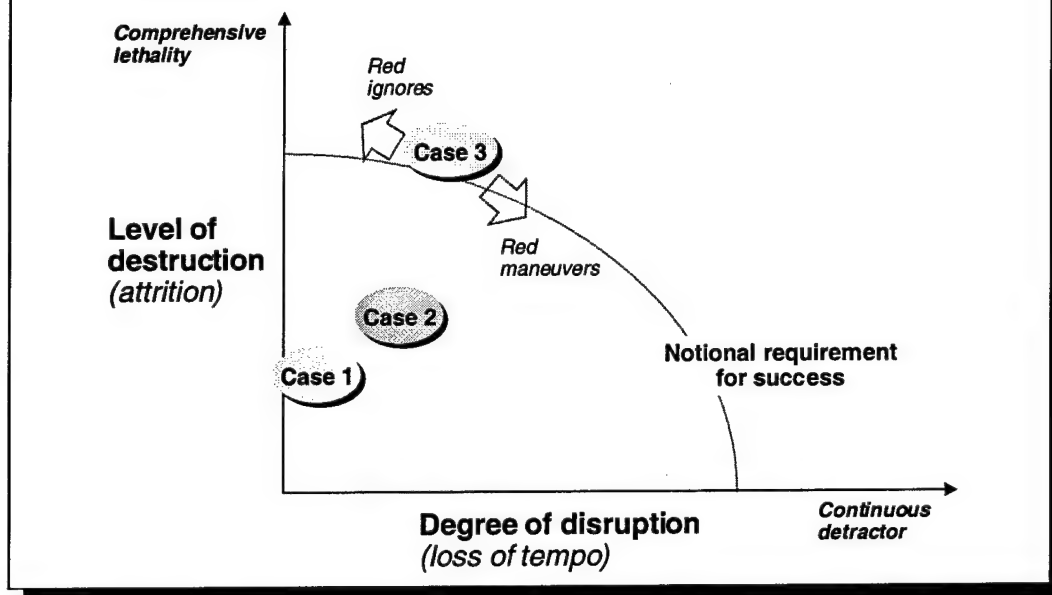 Comprehensive
lethality
Red
ignores
Case 3
Level of
destruction
(attrition)
Red
maneuvers
Case 2
Notional requirement
for success
Case 1
Continuous
detractor
Degree of disruption
(loss of tempo)